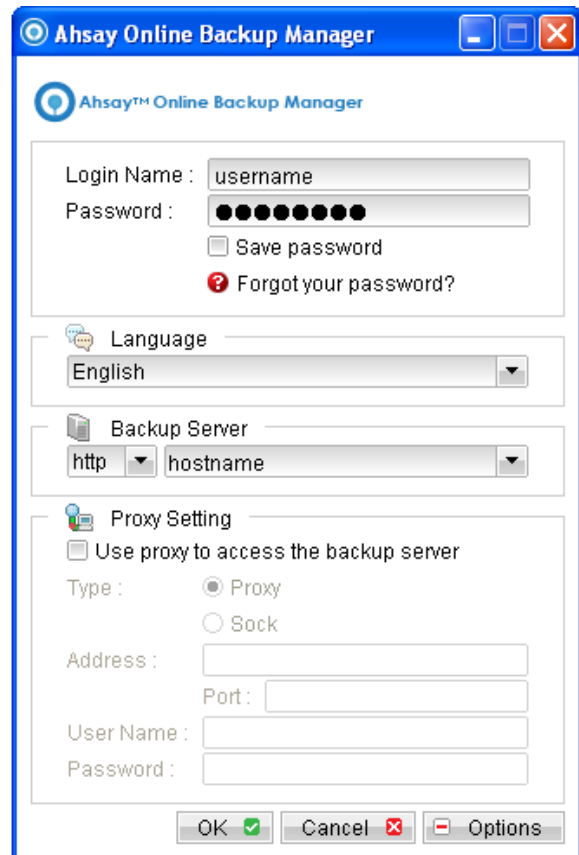 Ahsay Online Backup Manager
Ahsay™ Online Backup Manager
Login Name : username
Password : ●●●●●●●●
Save password
Forgot your password?
Language
English
Backup Server
http hostname
Proxy Setting
Use proxy to access the backup server
Type : Proxy
Sock
Address :
Port :
User Name :
Password :
OK Cancel Options